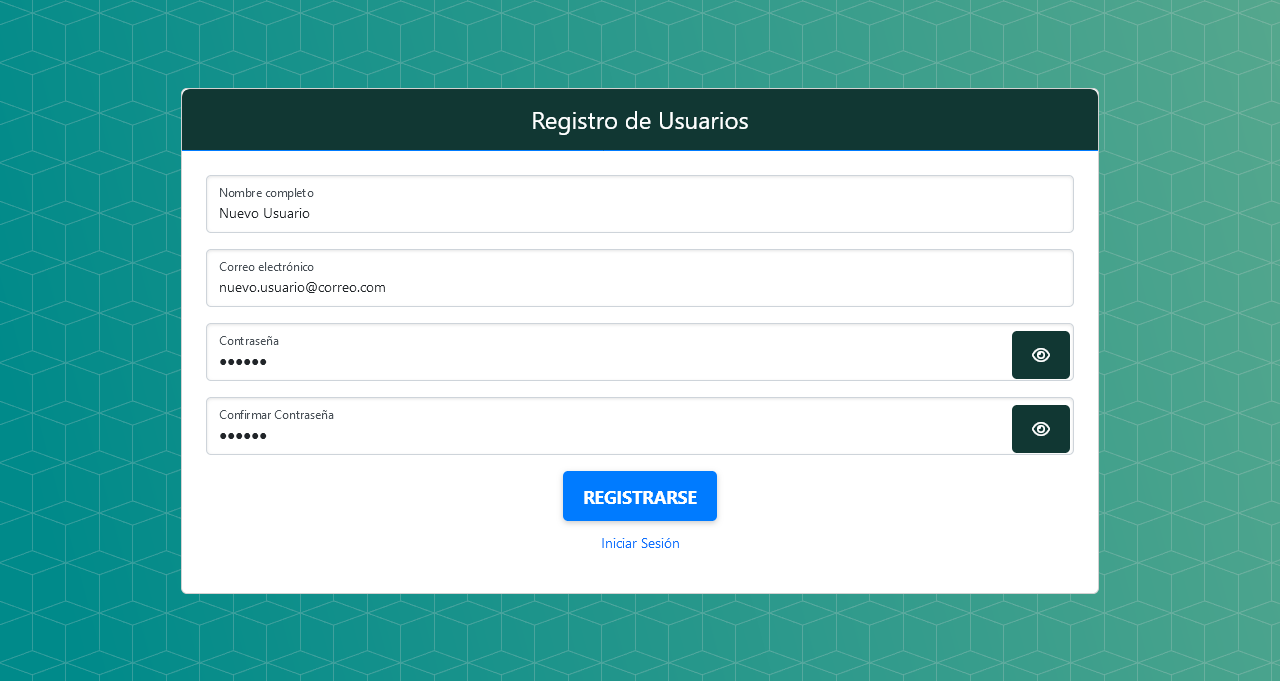 Registro de Usuarios
Nombre completo
Nuevo Usuario
Correo electrónico
nuevo.usuario@correo.com
Contraseña
●●●●●●
Confirmar Contraseña
●●●●●●
REGISTRARSE
Iniciar Sesión